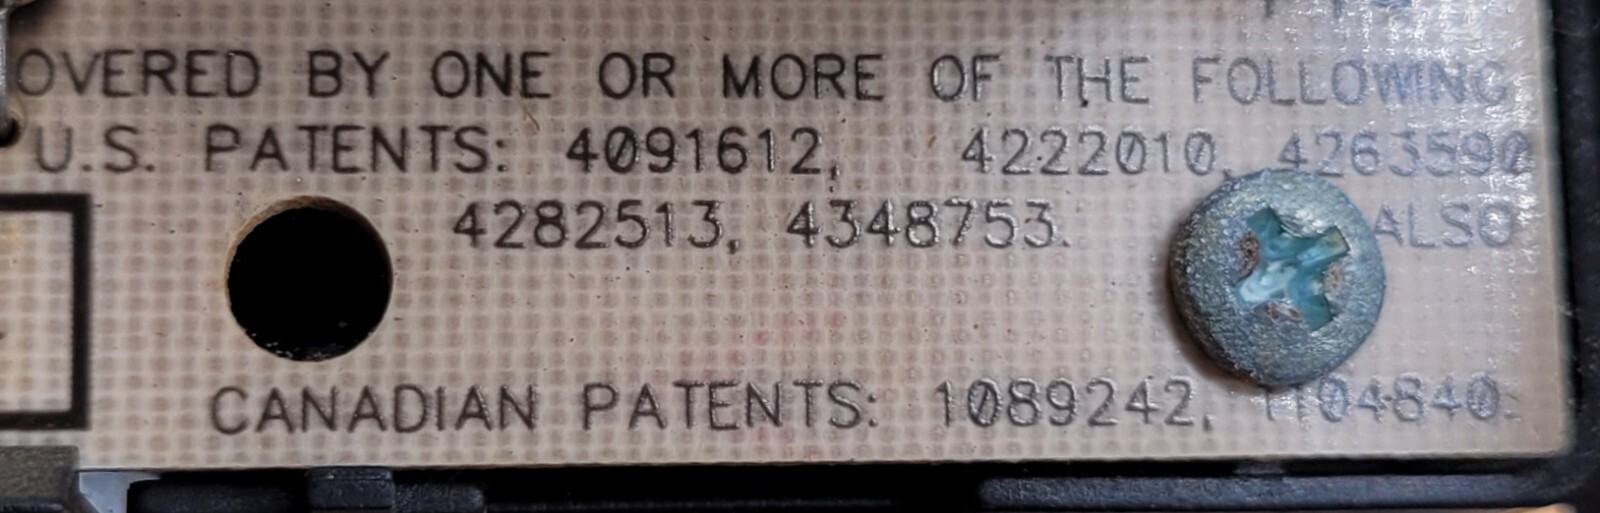 OVERED BY ONE OR MORE OF THE FOLLOWING
U.S. PATENTS: 4091612, 4222010, 4263590
4282513, 4348753. ALSO
CANADIAN PATENTS: 1089242, 1104840.